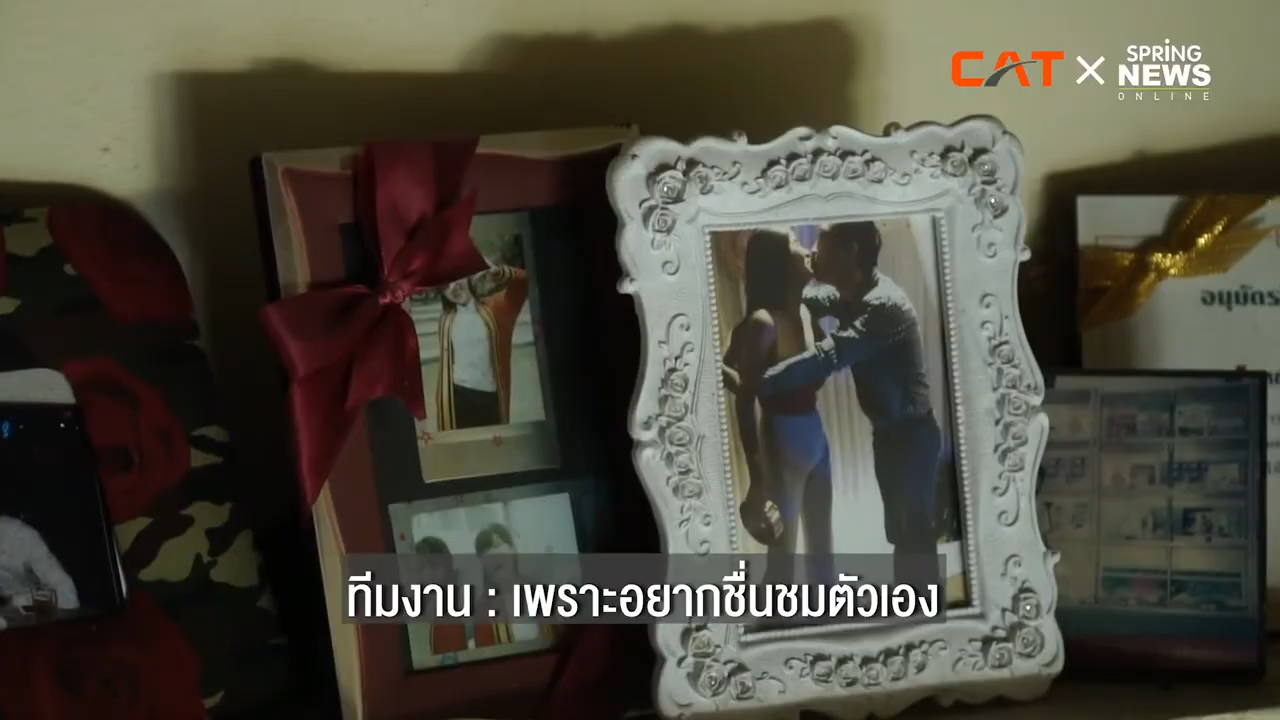 CAT × SPRiNG
NEWS
ONLINE
อนุมัตร
ทีมงาน : เพราะอยากชื่นชมตัวเอง